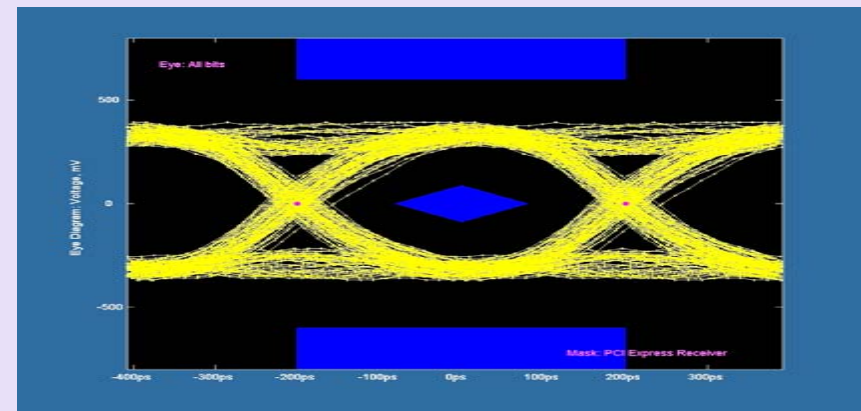 Eye: All bits
500
Eye Diagram: Voltage, mV
0
-500
Mask: PCI Express Receiver
-400ps -300ps -200ps -100ps 0ps 100ps 200ps 300ps